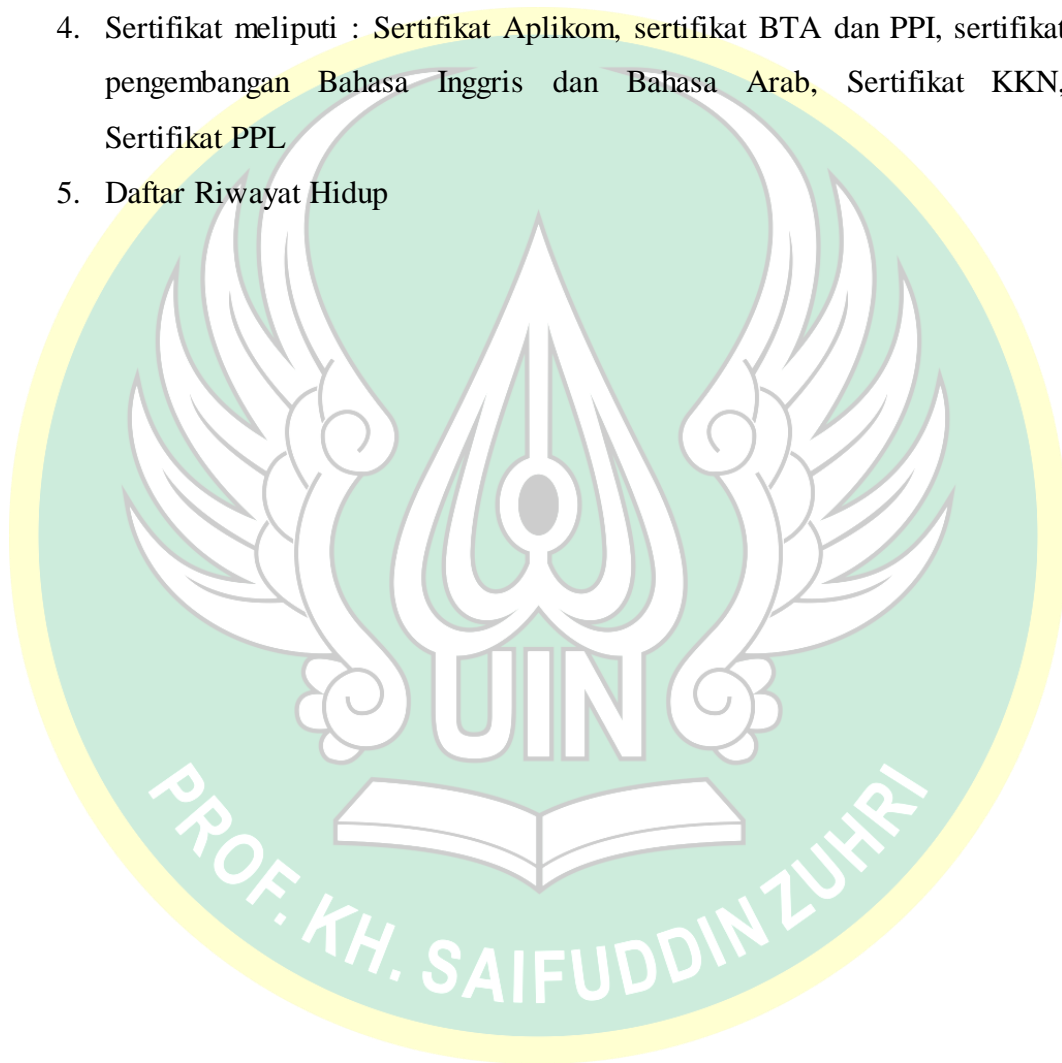 4. Sertifikat meliputi : Sertifikat Aplikom, sertifikat BTA dan PPI, sertifikat
pengembangan Bahasa Inggris dan Bahasa Arab, Sertifikat KKN,
Sertifikat PPL
5. Daftar Riwayat Hidup
UIN
PROF. KH. SAIFUDDIN ZUHRI